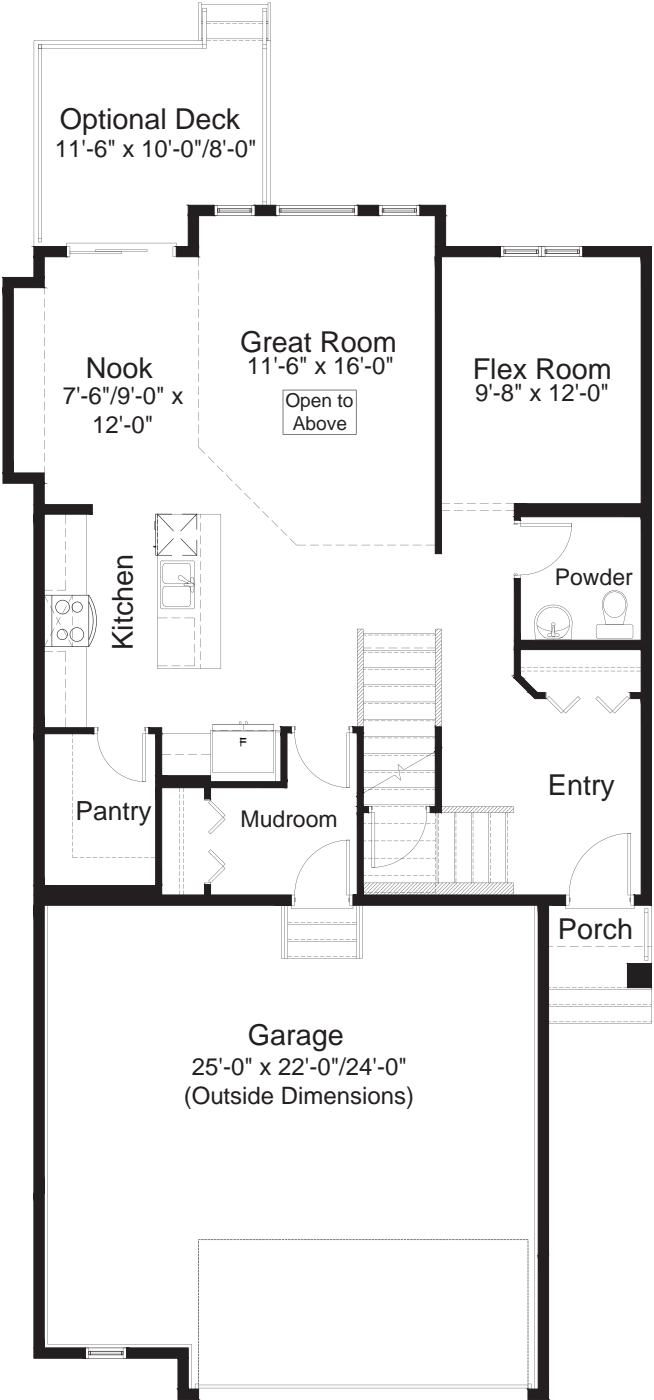 Optional Deck
11'-6" x 10'-0"/8'-0"
Great Room
11'-6" x 16'-0"
Open to
Above
Nook
7'-6"/9'-0" x
12'-0"
Flex Room
9'-8" x 12'-0"
Kitchen
Powder
F
Pantry
Mudroom
Entry
Porch
Garage
25'-0" x 22'-0"/24'-0"
(Outside Dimensions)